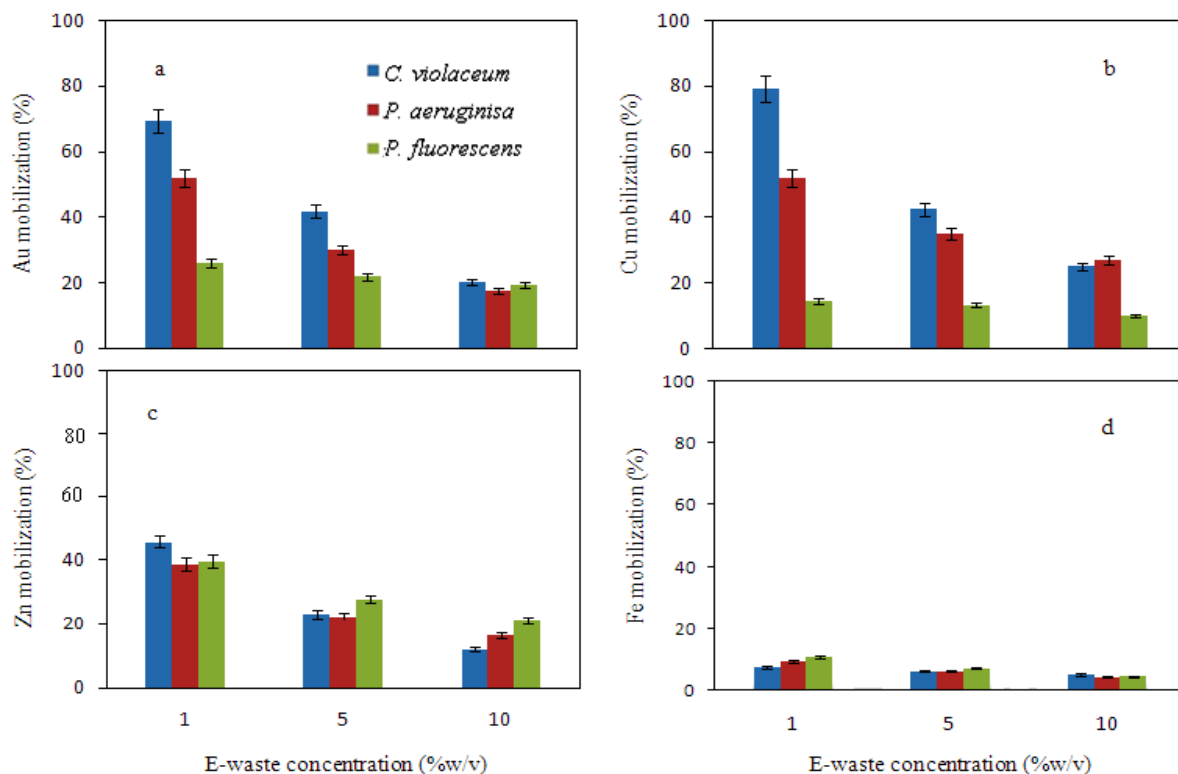 100
80
60
40
20
0
Au mobilization (%)
a
C. violaceum
P. aeruginisa
P. fluorescens
100
80
60
40
20
0
Cu mobilization (%)
b
100
80
60
40
20
0
Zn mobilization (%)
c
1
5
10
E-waste concentration (%w/v)
100
80
60
40
20
0
Fe mobilization (%)
d
1
5
10
E-waste concentration (%w/v)